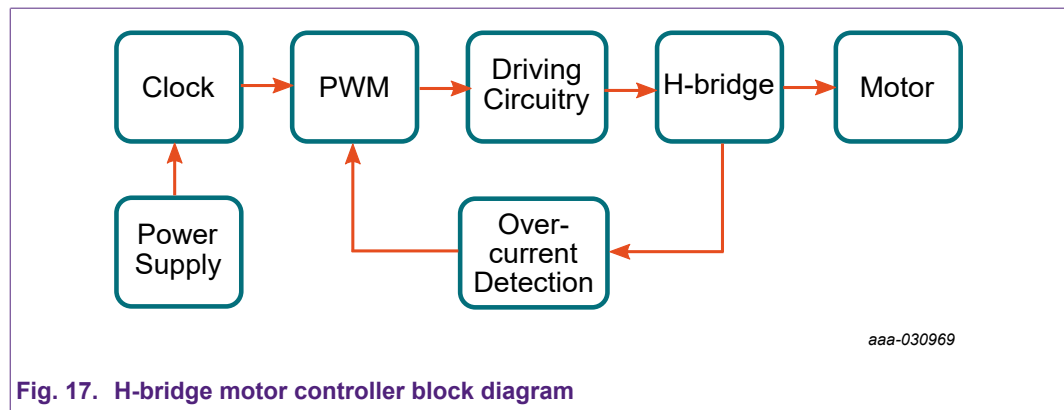 Clock
PWM
Driving
Circuitry
H-bridge
Motor
Power
Supply
Over-
current
Detection
aaa-030969
Fig. 17. H-bridge motor controller block diagram